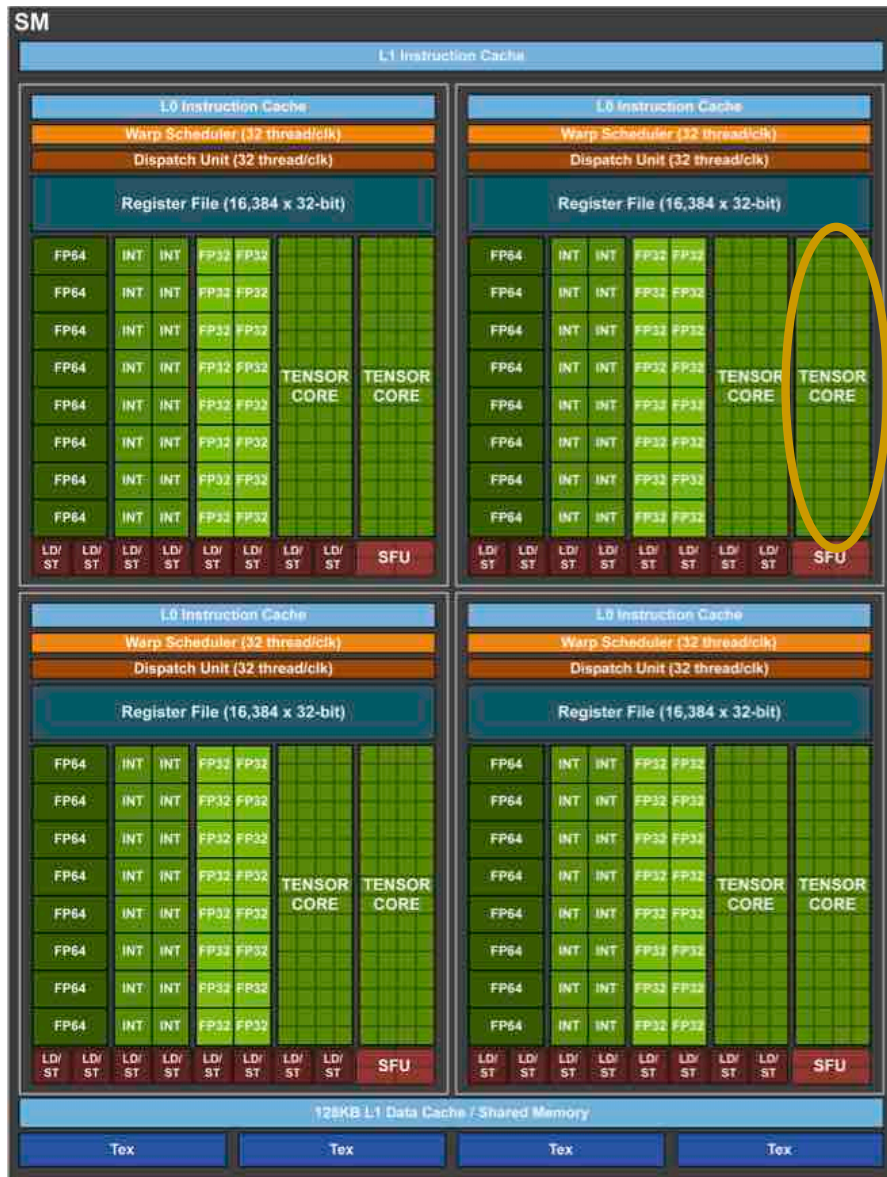 SM
L1 Instruction Cache
L0 Instruction Cache
Warp Scheduler (32 thread/clk)
Dispatch Unit (32 thread/clk)
Register File (16,384 x 32-bit)
FP64 INT INT FP32 FP32
FP64 INT INT FP32 FP32
FP64 INT INT FP32 FP32
FP64 INT INT FP32 FP32
FP64 INT INT FP32 FP32
FP64 INT INT FP32 FP32
FP64 INT INT FP32 FP32
FP64 INT INT FP32 FP32
TENSOR TENSOR
CORE CORE
LD/ LD/ LD/ LD/ LD/ LD/ LD/ LD/
ST ST ST ST ST ST ST ST
SFU
L0 Instruction Cache
Warp Scheduler (32 thread/clk)
Dispatch Unit (32 thread/clk)
Register File (16,384 x 32-bit)
FP64 INT INT FP32 FP32
FP64 INT INT FP32 FP32
FP64 INT INT FP32 FP32
FP64 INT INT FP32 FP32
FP64 INT INT FP32 FP32
FP64 INT INT FP32 FP32
FP64 INT INT FP32 FP32
FP64 INT INT FP32 FP32
TENSOR TENSOR
CORE CORE
LD/ LD/ LD/ LD/ LD/ LD/ LD/ LD/
ST ST ST ST ST ST ST ST
SFU
L0 Instruction Cache
Warp Scheduler (32 thread/clk)
Dispatch Unit (32 thread/clk)
Register File (16,384 x 32-bit)
FP64 INT INT FP32 FP32
FP64 INT INT FP32 FP32
FP64 INT INT FP32 FP32
FP64 INT INT FP32 FP32
FP64 INT INT FP32 FP32
FP64 INT INT FP32 FP32
FP64 INT INT FP32 FP32
FP64 INT INT FP32 FP32
TENSOR TENSOR
CORE CORE
LD/ LD/ LD/ LD/ LD/ LD/ LD/ LD/
ST ST ST ST ST ST ST ST
SFU
L0 Instruction Cache
Warp Scheduler (32 thread/clk)
Dispatch Unit (32 thread/clk)
Register File (16,384 x 32-bit)
FP64 INT INT FP32 FP32
FP64 INT INT FP32 FP32
FP64 INT INT FP32 FP32
FP64 INT INT FP32 FP32
FP64 INT INT FP32 FP32
FP64 INT INT FP32 FP32
FP64 INT INT FP32 FP32
FP64 INT INT FP32 FP32
TENSOR TENSOR
CORE CORE
LD/ LD/ LD/ LD/ LD/ LD/ LD/ LD/
ST ST ST ST ST ST ST ST
SFU
128KB L1 Data Cache / Shared Memory
Tex Tex Tex Tex